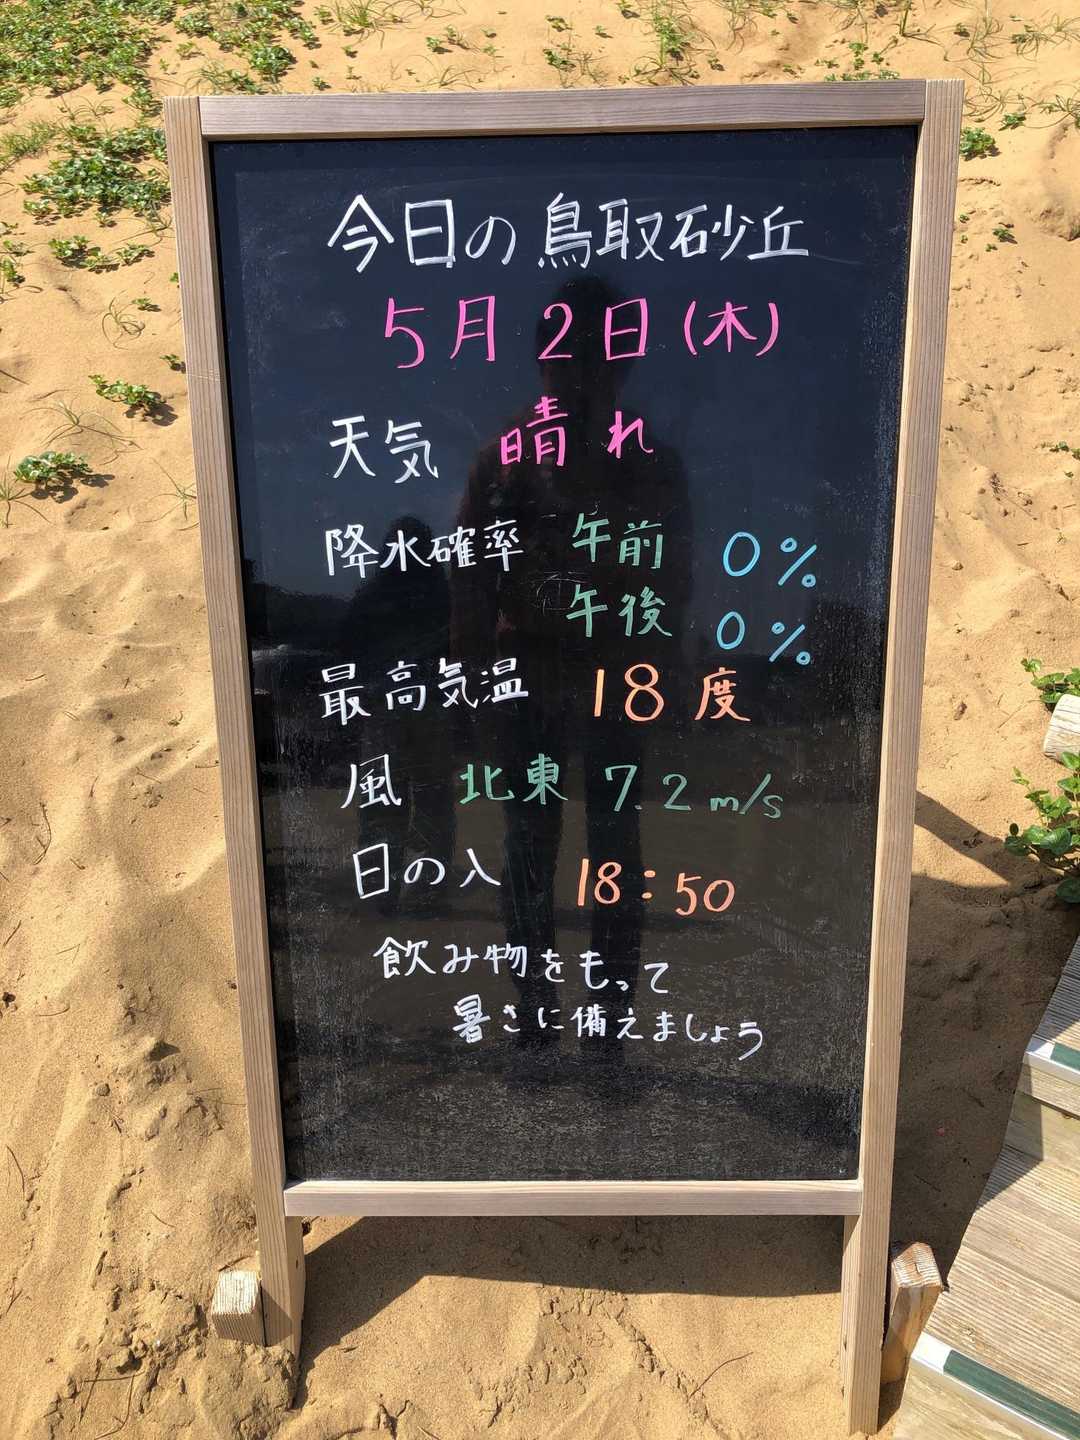 今日の鳥取砂丘
5月2日(木)
天気 晴れ
降水確率 午前 0%
午後 0%
最高気温 18度
風 北東 7.2m/s
日の入 18:50
飲み物をもって
暑さに備えましょう